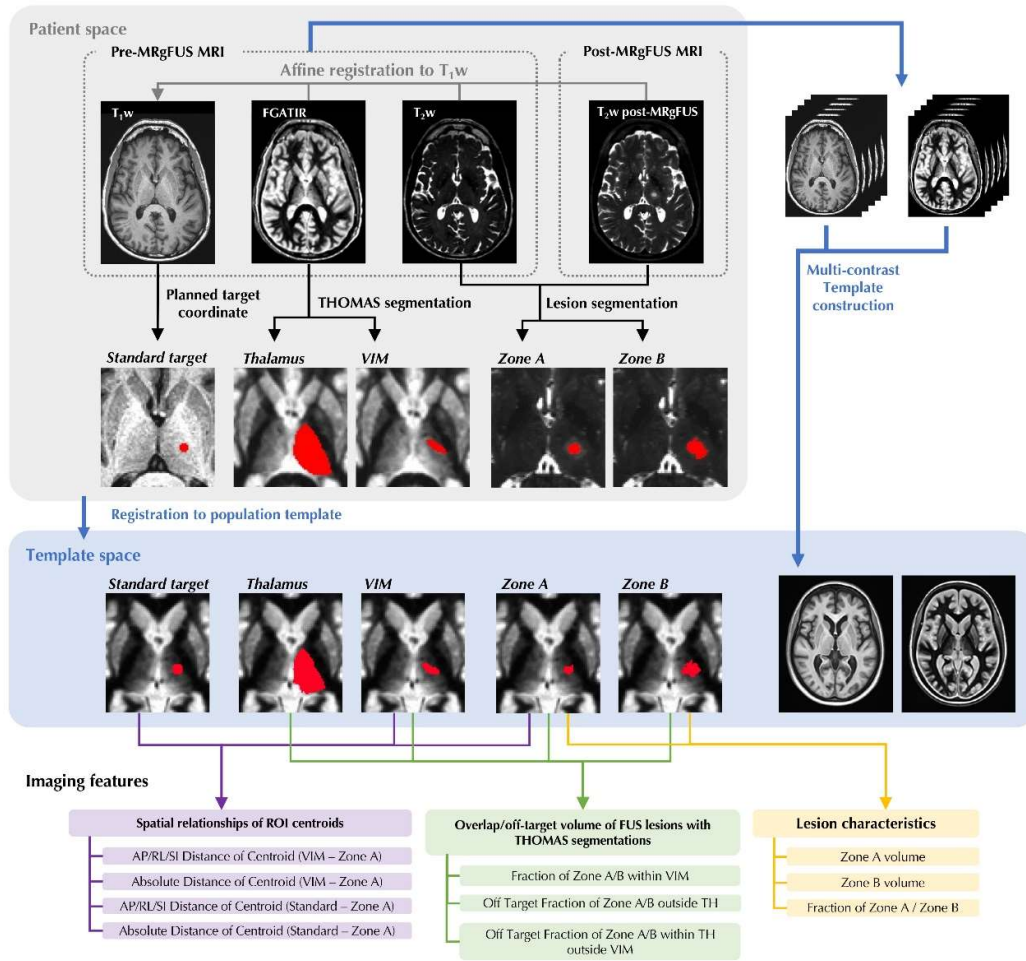 Patient space
Pre-MRgFUS MRI
Post-MRgFUS MRI
Affine registration to T₁w
T₁w
FGATIR
T₂w
T₂w post-MRgFUS
Planned target
coordinate
THOMAS segmentation
Lesion segmentation
Multi-contrast
Template
construction
Standard target
Thalamus
VIM
Zone A
Zone B
Registration to population template
Template space
Standard target
Thalamus
VIM
Zone A
Zone B
Imaging features
Spatial relationships of ROI centroids
AP/RL/SI Distance of Centroid (VIM – Zone A)
Absolute Distance of Centroid (VIM – Zone A)
AP/RL/SI Distance of Centroid (Standard – Zone A)
Absolute Distance of Centroid (Standard – Zone A)
Overlap/off-target volume of FUS lesions with
THOMAS segmentations
Fraction of Zone A/B within VIM
Off Target Fraction of Zone A/B outside TH
Off Target Fraction of Zone A/B within TH
outside VIM
Lesion characteristics
Zone A volume
Zone B volume
Fraction of Zone A / Zone B